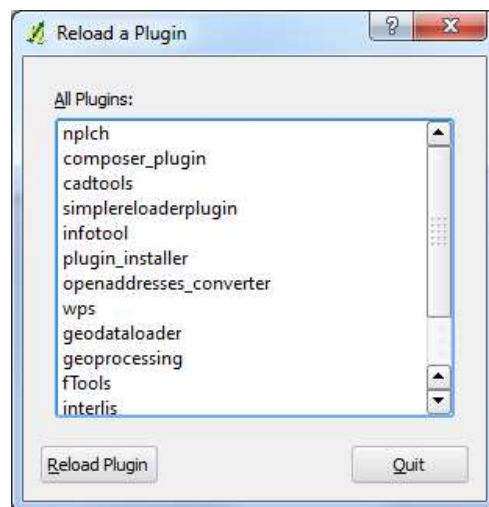 Reload a Plugin
?
X
All Plugins:
nplch
composer_plugin
cadtools
simplereloaderplugin
infotool
plugin_installer
openaddresses_converter
wps
geodataloader
geoprocessing
fTools
interlis
Reload Plugin
Quit